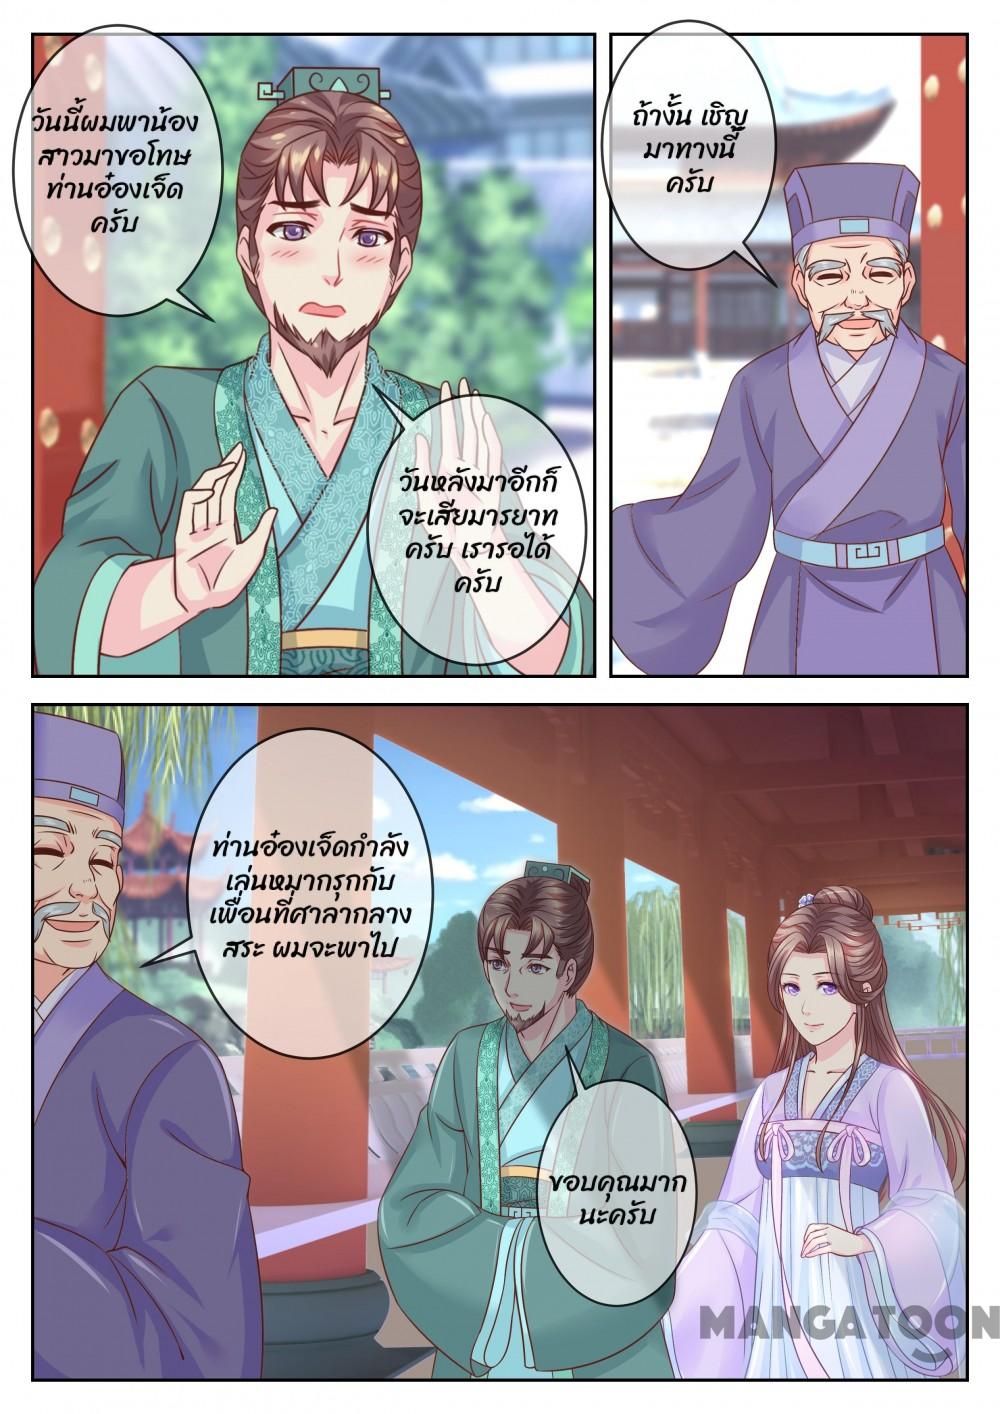 วันนี้ผมพาน้อง
สาวมาขอโทษ
ท่านอ๋องเจ็ด
ครับ
วันหลังมาอีกก็
จะเสียมารยาท
ครับ เรารอได้
ครับ
ถ้างั้น เชิญ
มาทางนี้
ครับ
ท่านอ๋องเจ็ดกำลัง
เล่นหมากรุกกับ
เพื่อนที่ศาลากลาง
สระ ผมจะพาไป
ขอบคุณมาก
นะครับ
MANGATOON